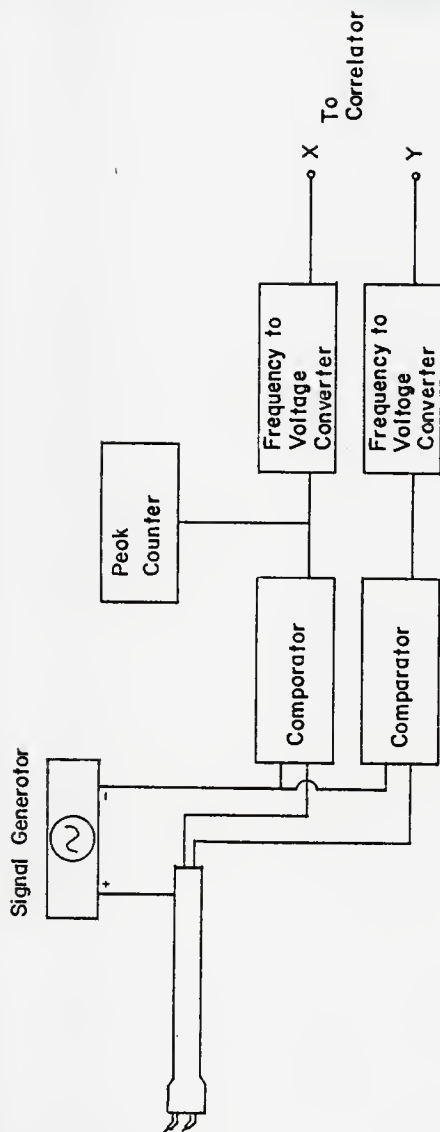 Signal Generator
+
-
Peak
Counter
Comparator
Frequency to
Voltage
Converter
X
To
Correlator
Comparator
Frequency to
Voltage
Converter
Y